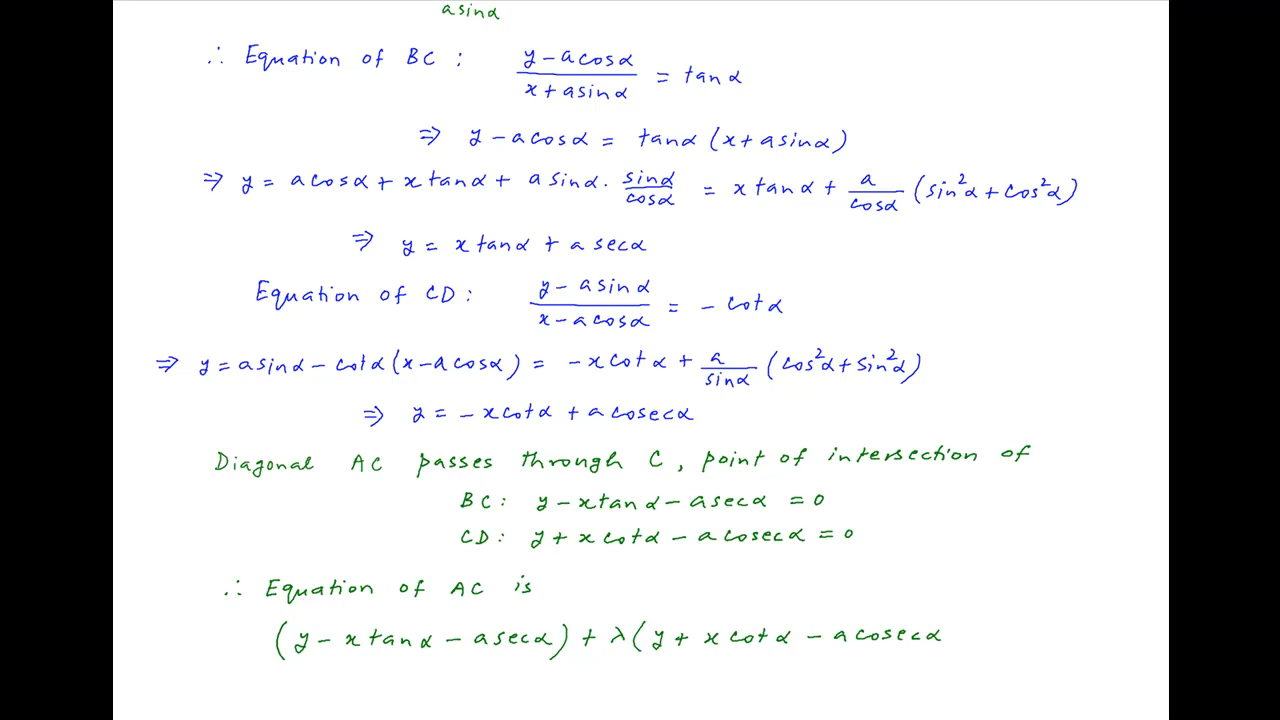 a sinα
∴ Equation of BC : (y − a cosα)/(x + a sinα) = tanα
⇒ y − a cosα = tanα (x + a sinα)
⇒ y = a cosα + x tanα + a sinα · sinα/cosα = x tanα + a/cosα (sin²α + cos²α)
⇒ y = x tanα + a secα
Equation of CD : (y − a sinα)/(x − a cosα) = − cotα
⇒ y = a sinα − cotα (x − a cosα) = − x cotα + a/sinα (cos²α + sin²α)
⇒ y = − x cotα + a cosecα
Diagonal AC passes through C, point of intersection of
BC : y − x tanα − a secα = 0
CD : y + x cotα − a cosecα = 0
∴ Equation of AC is
(y − x tanα − a secα) + λ (y + x cotα − a cosecα